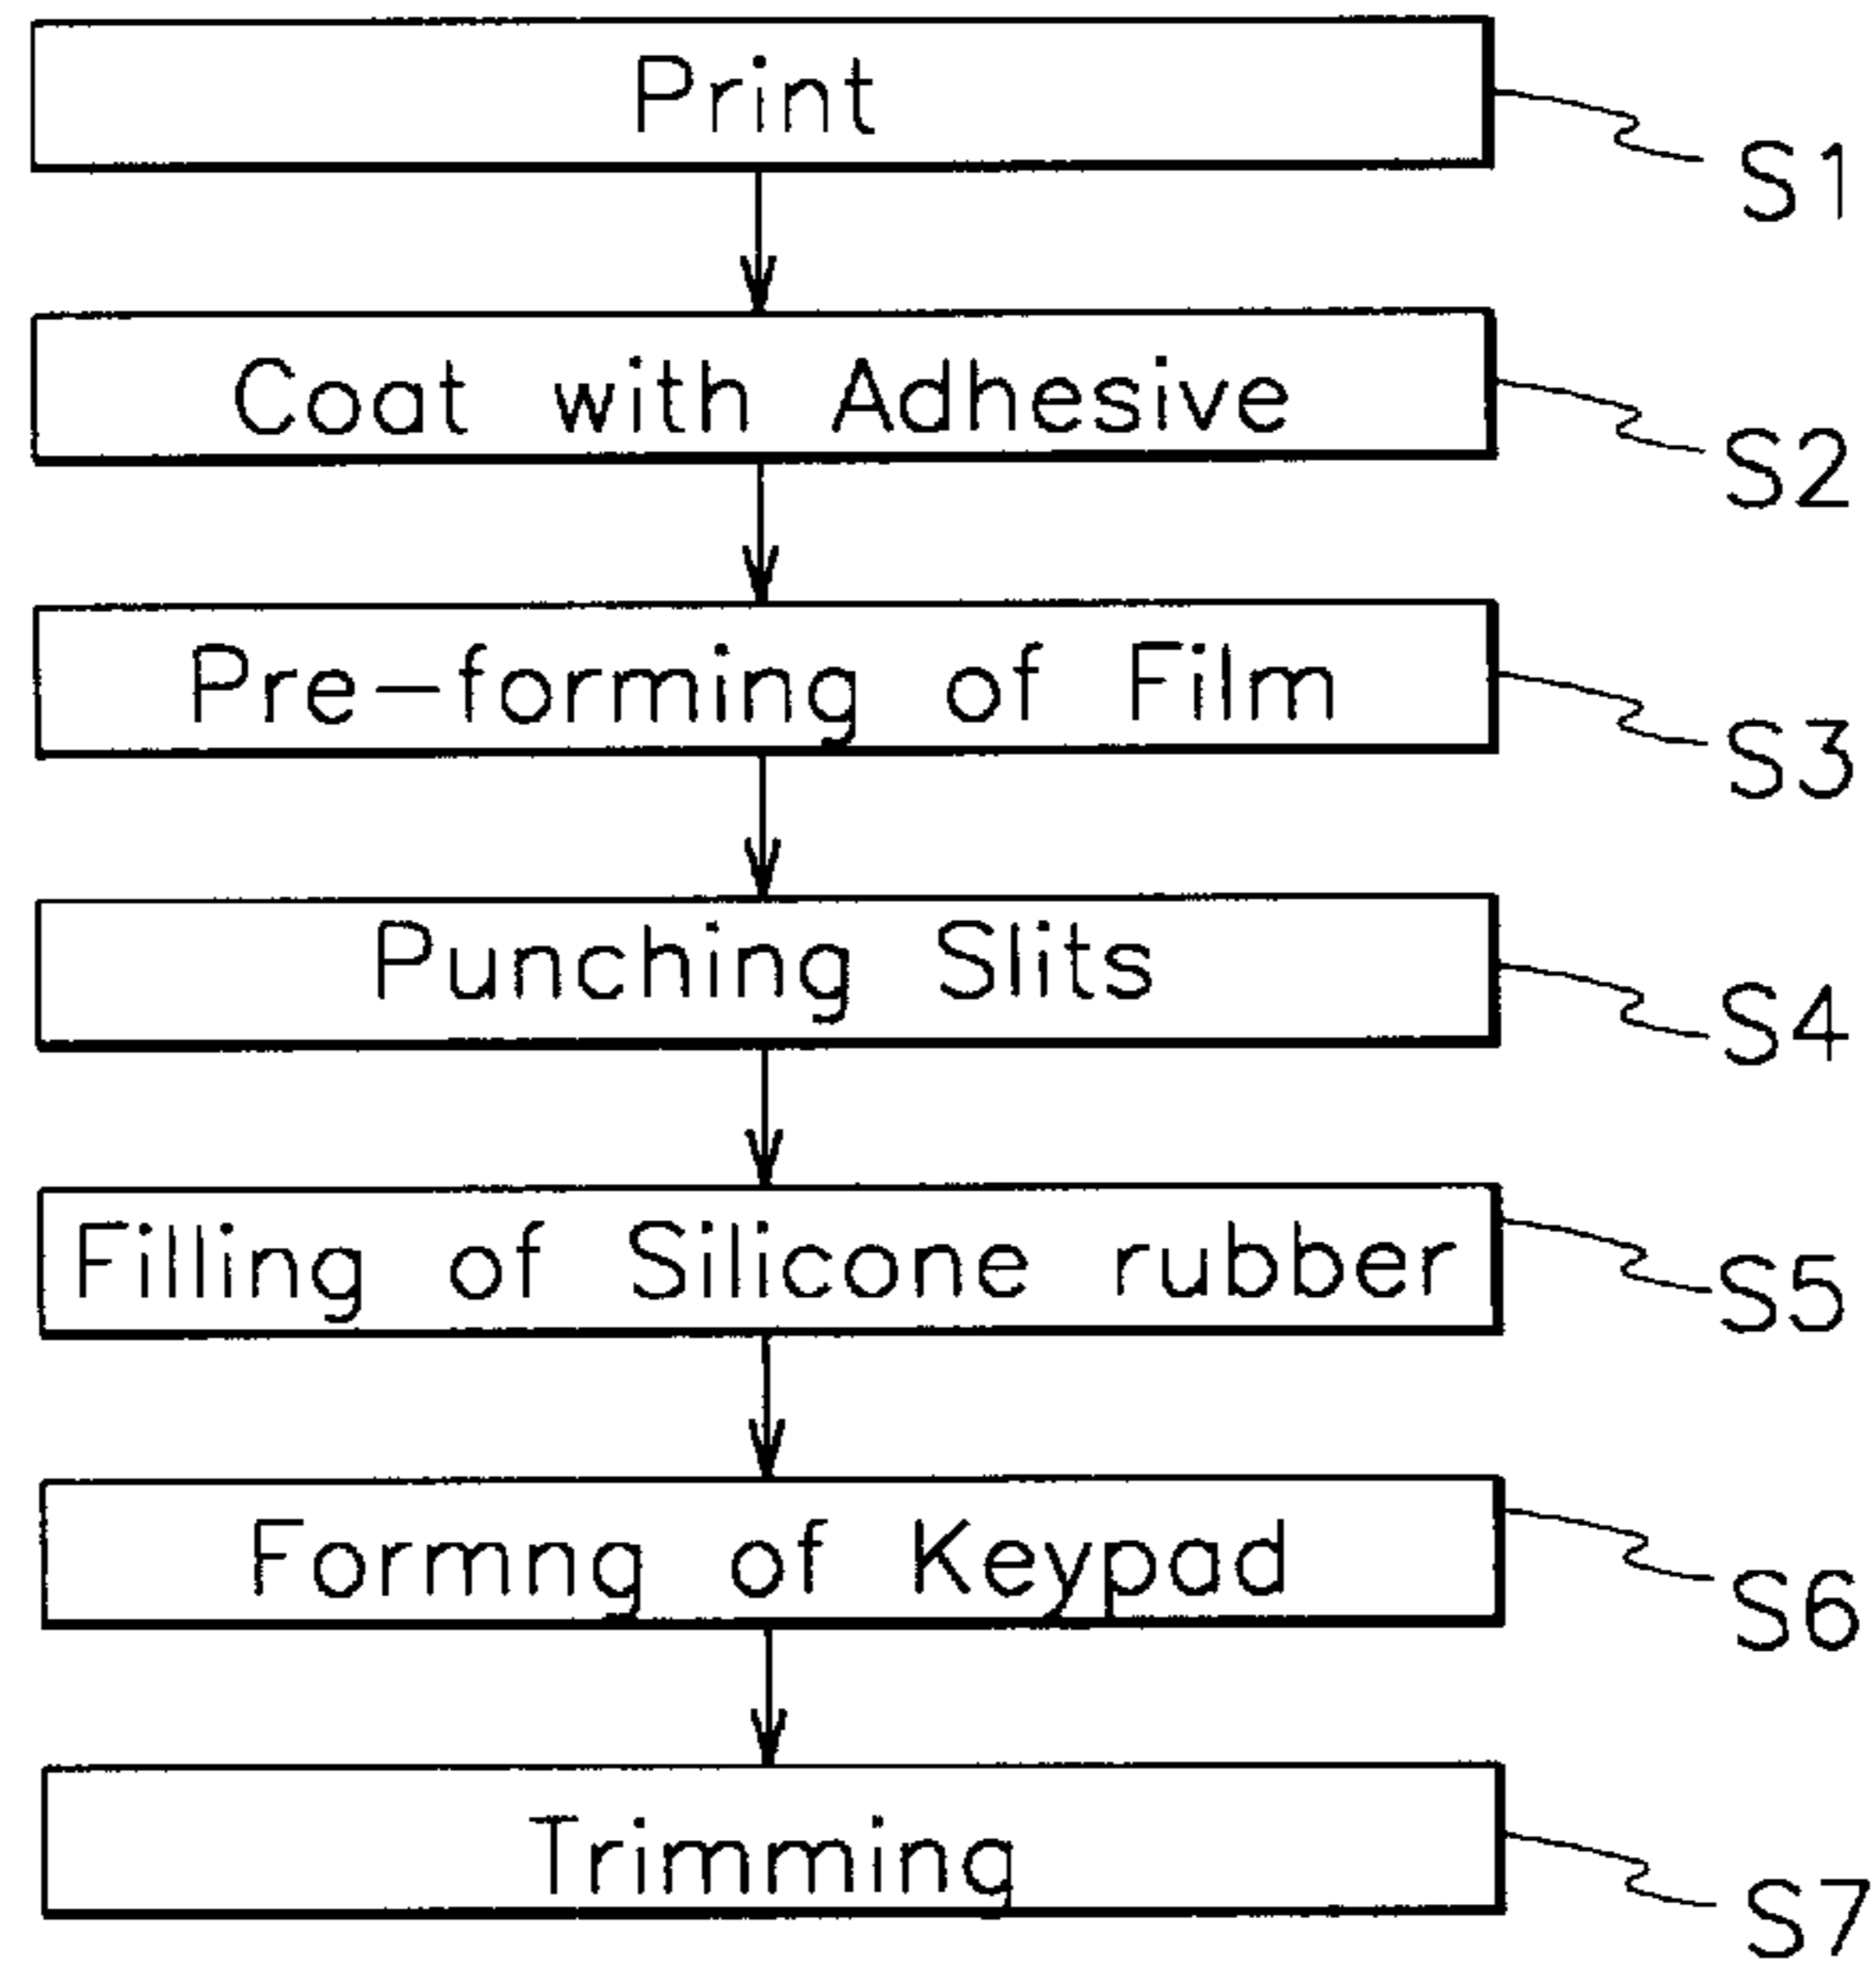 Print
S1
Coat with Adhesive
S2
Pre-forming of Film
S3
Punching Slits
S4
Filling of Silicone rubber
S5
Formng of Keypad
S6
Trimming
S7